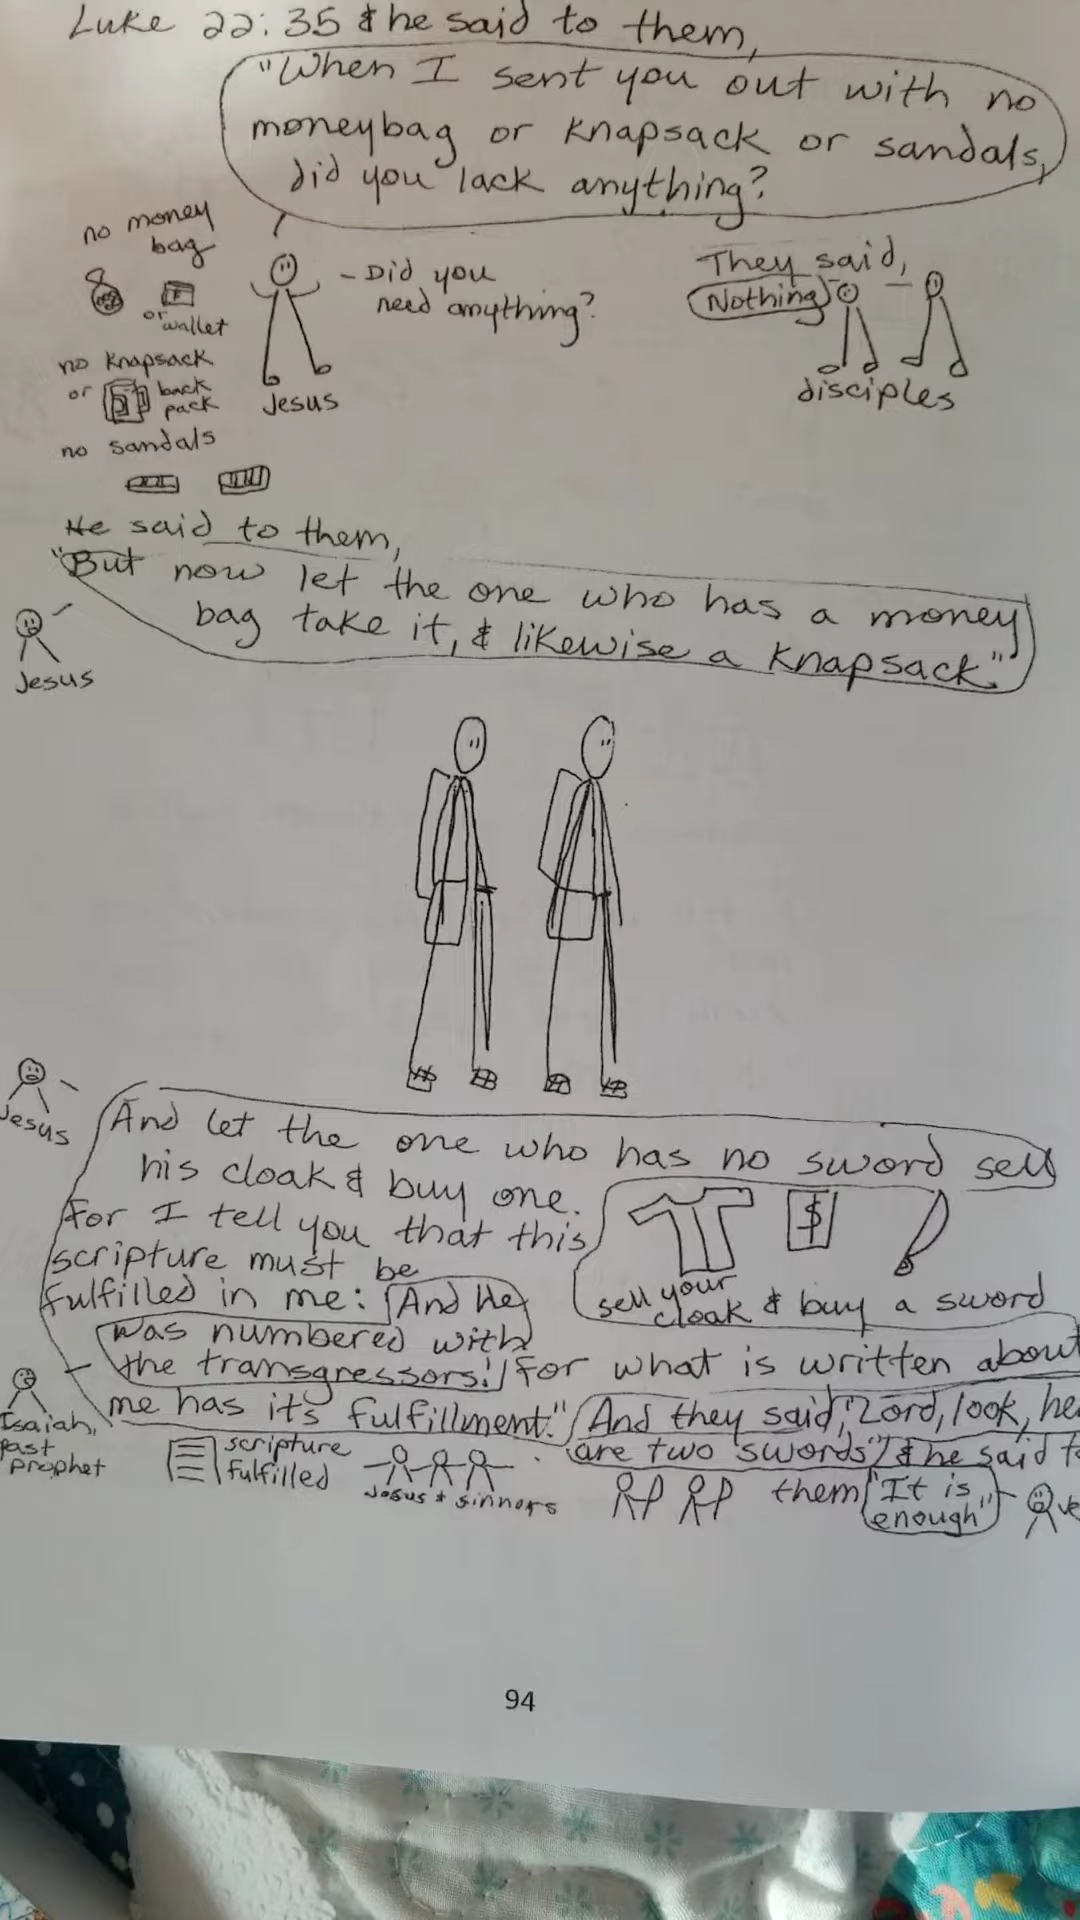 Luke 22:35 & he said to them,
"When I sent you out with no
moneybag or knapsack or sandals,
did you lack anything?
no money
bag
or
wallet
no knapsack
or back
pack
no sandals
- Did you
need anything?
Jesus
They said,
Nothing
disciples
He said to them,
"But now let the one who has a money
bag take it, & likewise a knapsack."
Jesus
Jesus
And let the one who has no sword sell
his cloak & buy one.
For I tell you that this
scripture must be
fulfilled in me: And He
was numbered with
the transgressors! For what is written about
me has it's fulfillment."
$
sell your
cloak & buy a sword
And they said, "Lord, look, he
are two swords" & he said t
them "It is
enough"
Isaiah,
past
prophet
scripture
fulfilled
Jesus & sinners
94